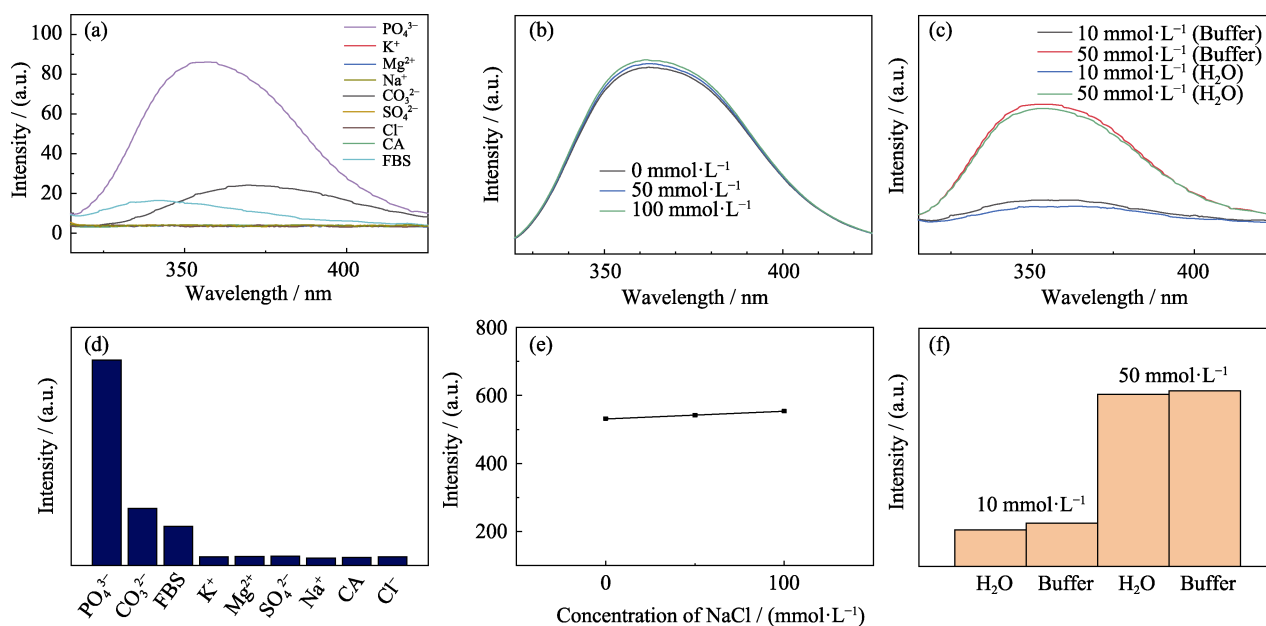 (a)
PO₄³⁻
K⁺
Mg²⁺
Na⁺
CO₃²⁻
SO₄²⁻
Cl⁻
CA
FBS
100
80
60
40
20
0
Intensity / (a.u.)
350
400
Wavelength / nm
(b)
0 mmol·L⁻¹
50 mmol·L⁻¹
100 mmol·L⁻¹
Intensity / (a.u.)
350
400
Wavelength / nm
(c)
10 mmol·L⁻¹ (Buffer)
50 mmol·L⁻¹ (Buffer)
10 mmol·L⁻¹ (H₂O)
50 mmol·L⁻¹ (H₂O)
Intensity / (a.u.)
350
400
Wavelength / nm
(d)
Intensity / (a.u.)
PO₄³⁻
CO₃²⁻
FBS
K⁺
Mg²⁺
SO₄²⁻
Na⁺
CA
Cl⁻
(e)
800
600
400
200
Intensity / (a.u.)
0
100
Concentration of NaCl / (mmol·L⁻¹)
(f)
50 mmol·L⁻¹
10 mmol·L⁻¹
Intensity / (a.u.)
H₂O Buffer H₂O Buffer